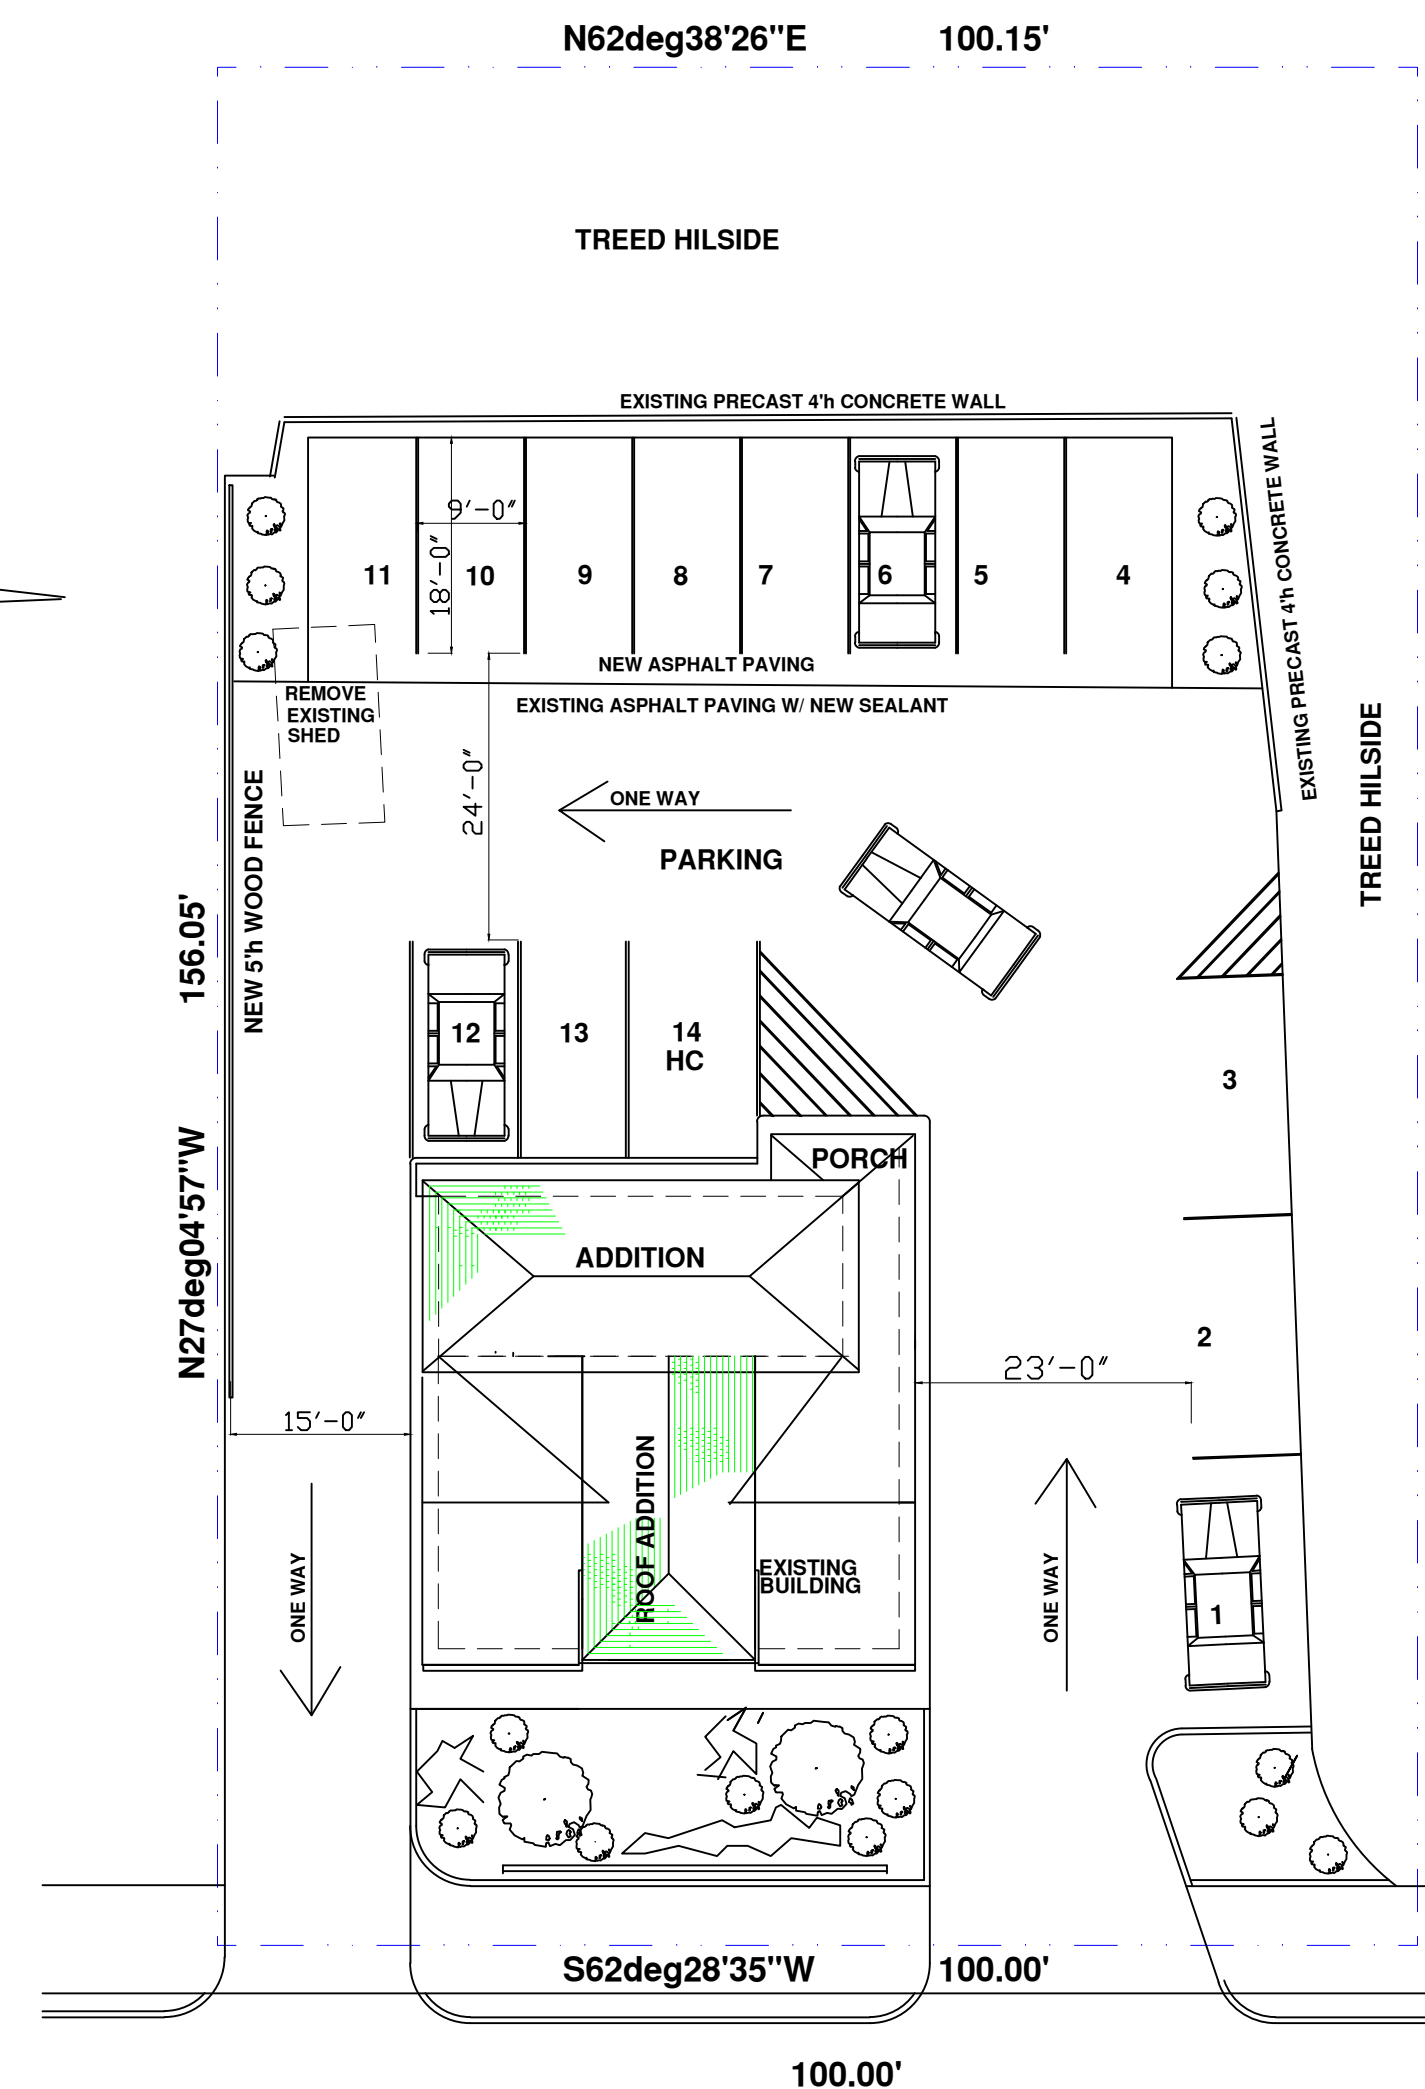 N62deg38'26"E 100.15'
TREED HILSIDE
EXISTING PRECAST 4'h CONCRETE WALL
EXISTING PRECAST 4'h CONCRETE WALL
9'-0"
18'-0"
11 10 9 8 7 6 5 4
NEW ASPHALT PAVING
REMOVE
EXISTING
SHED
EXISTING ASPHALT PAVING W/ NEW SEALANT
24'-0"
ONE WAY
PARKING
TREED HILSIDE
NEW 5'h WOOD FENCE
N27deg04'57"W 156.05'
12 13 14
HC
3
PORCH
ADDITION
2
23'-0"
15'-0"
ROOF ADDITION
EXISTING
BUILDING
ONE WAY
ONE WAY
1
S62deg28'35"W 100.00'
100.00'